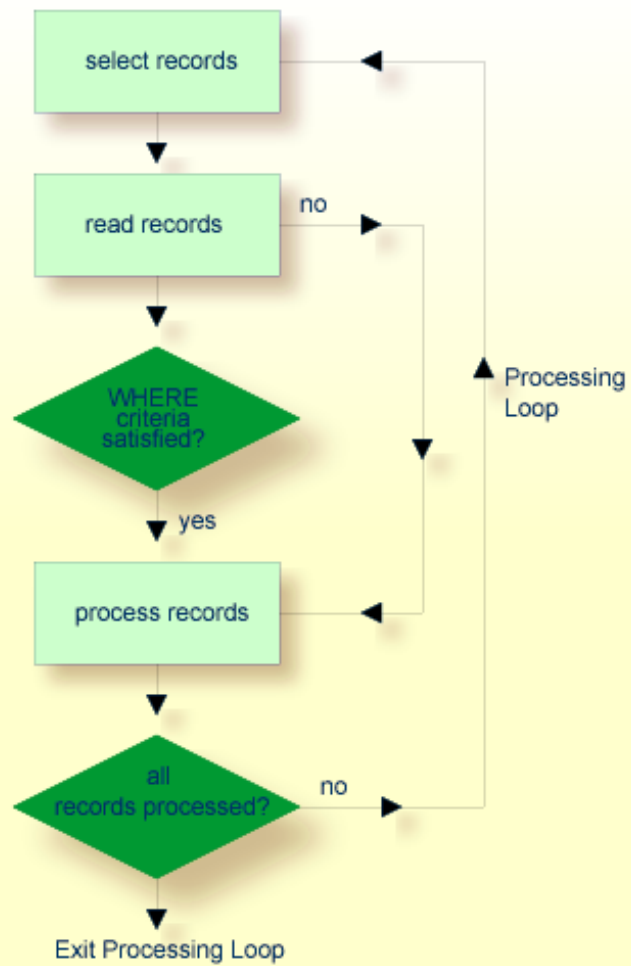 select records
read records
no
WHERE
criteria
satisfied?
Processing
Loop
yes
process records
all
records processed?
no
Exit Processing Loop